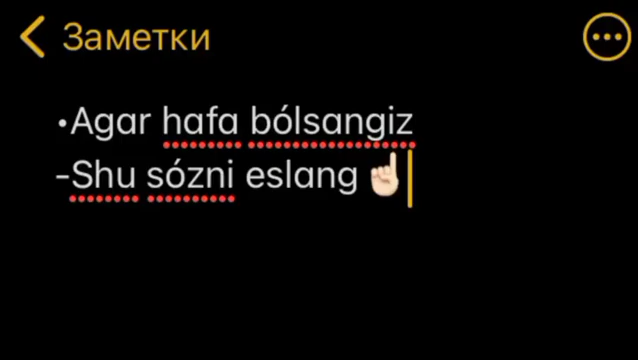 Заметки
•Agar hafa bólsangiz
-Shu sózni eslang☝🏻